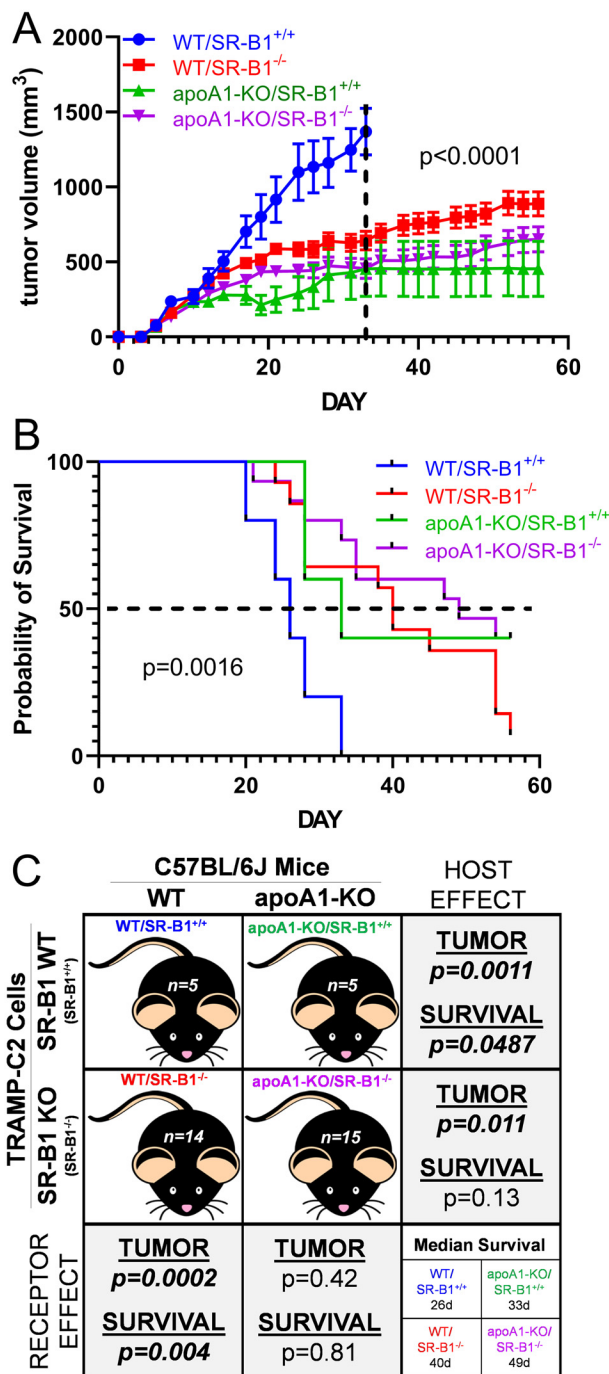 A
2000
1500
1000
500
0
tumor volume (mm³)
WT/SR-B1⁺/⁺
WT/SR-B1⁻/⁻
apoA1-KO/SR-B1⁺/⁺
apoA1-KO/SR-B1⁻/⁻
p<0.0001
0 20 40 60
DAY
B
100
50
0
Probability of Survival
WT/SR-B1⁺/⁺
WT/SR-B1⁻/⁻
apoA1-KO/SR-B1⁺/⁺
apoA1-KO/SR-B1⁻/⁻
p=0.0016
0 20 40 60
DAY
C
C57BL/6J Mice
WT apoA1-KO
HOST
EFFECT
TRAMP-C2 Cells
SR-B1 WT
(SR-B1⁺/⁺)
WT/SR-B1⁺/⁺
n=5
apoA1-KO/SR-B1⁺/⁺
n=5
TUMOR
p=0.0011
SURVIVAL
p=0.0487
SR-B1 KO
(SR-B1⁻/⁻)
WT/SR-B1⁻/⁻
n=14
apoA1-KO/SR-B1⁻/⁻
n=15
TUMOR
p=0.011
SURVIVAL
p=0.13
RECEPTOR
EFFECT
TUMOR
p=0.0002
SURVIVAL
p=0.004
TUMOR
p=0.42
SURVIVAL
p=0.81
Median Survival
WT/
SR-B1⁺/⁺
26d
apoA1-KO/
SR-B1⁺/⁺
33d
WT/
SR-B1⁻/⁻
40d
apoA1-KO/
SR-B1⁻/⁻
49d